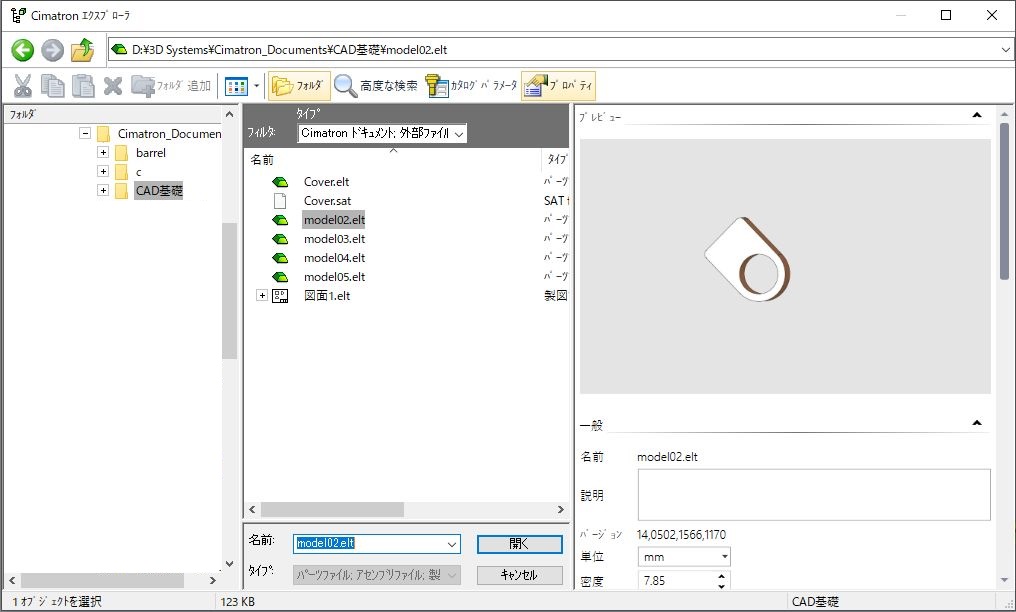 Cimatron ｴｸｽﾌﾟﾛｰﾗ
D:¥3D Systems¥Cimatron_Documents¥CAD基礎¥model02.elt
ﾌｫﾙﾀﾞ追加
ﾌｫﾙﾀﾞ
高度な検索
ｶﾀﾛｸﾞﾊﾟﾗﾒｰﾀ
ﾌﾟﾛﾊﾟﾃｨ
ﾌｫﾙﾀﾞ
Cimatron_Documen
barrel
c
CAD基礎
ﾀｲﾌﾟ
ﾌｨﾙﾀ:
Cimatron ﾄﾞｷｭﾒﾝﾄ; 外部ﾌｧｲﾙ
名前
ﾀｲﾌﾟ
Cover.elt
ﾊﾟｰﾂ
Cover.sat
SAT f
model02.elt
ﾊﾟｰﾂ
model03.elt
ﾊﾟｰﾂ
model04.elt
ﾊﾟｰﾂ
model05.elt
ﾊﾟｰﾂ
図面1.elt
製図
名前:
model02.elt
開く
ﾀｲﾌﾟ:
ﾊﾟｰﾂﾌｧｲﾙ; ｱｾﾝﾌﾞﾘﾌｧｲﾙ; 製
ｷｬﾝｾﾙ
ﾌﾟﾚﾋﾞｭｰ
一般
名前
model02.elt
説明
ﾊﾞｰｼﾞｮﾝ
14,0502,1566,1170
単位
mm
密度
7.85
1 ｵﾌﾞｼﾞｪｸﾄを選択
123 KB
CAD基礎